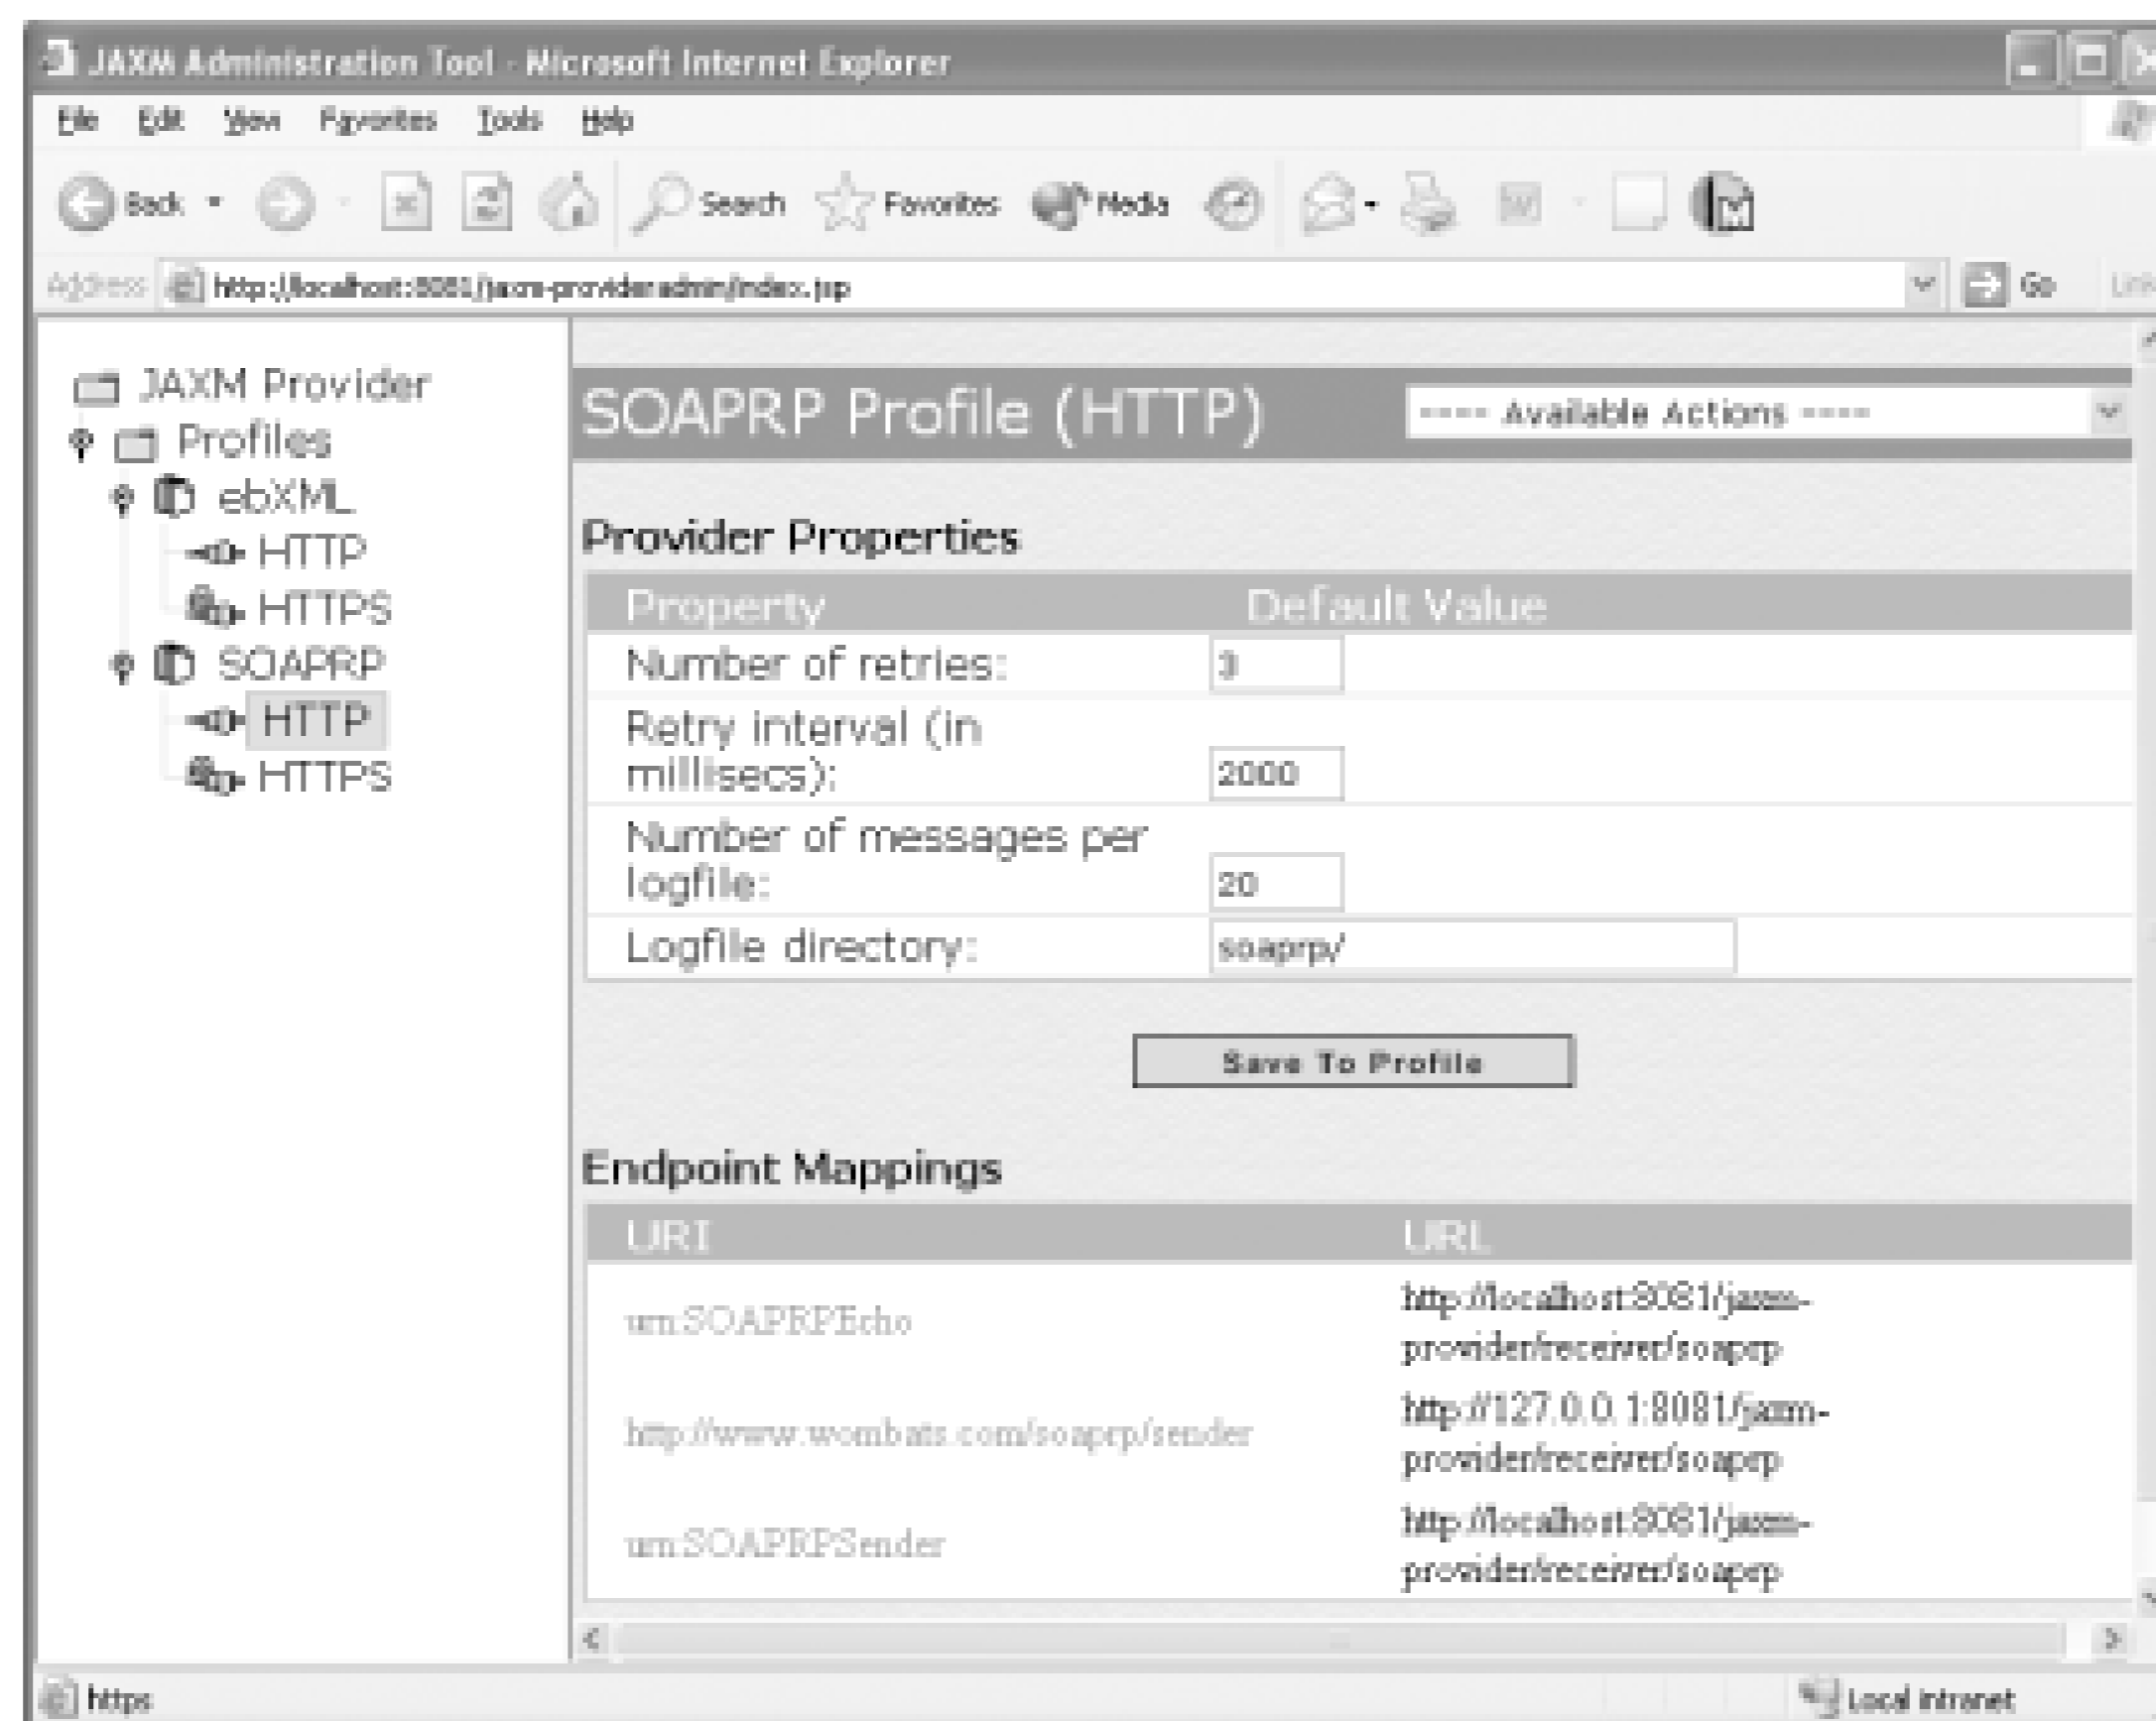 JAXM Administration Tool - Microsoft Internet Explorer
File Edit View Favorites Tools Help
Back Search Favorites Media
Address http://localhost:8081/jaxm-provideradmin/index.jsp Go
JAXM Provider
Profiles
ebXML
HTTP
HTTPS
SOAPRP
HTTP
HTTPS
SOAPRP Profile (HTTP) ---- Available Actions ----
Provider Properties
Property Default Value
Number of retries: 3
Retry interval (in
millisecs): 2000
Number of messages per
logfile: 20
Logfile directory: soaprp/
Save To Profile
Endpoint Mappings
URI URL
urn:SOAPRPEcho http://localhost:8081/jaxm-
provider/receiver/soaprp
http://www.wombats.com/soaprp/sender http://127.0.0.1:8081/jaxm-
provider/receiver/soaprp
urn:SOAPRPSender http://localhost:8081/jaxm-
provider/receiver/soaprp
https Local intranet